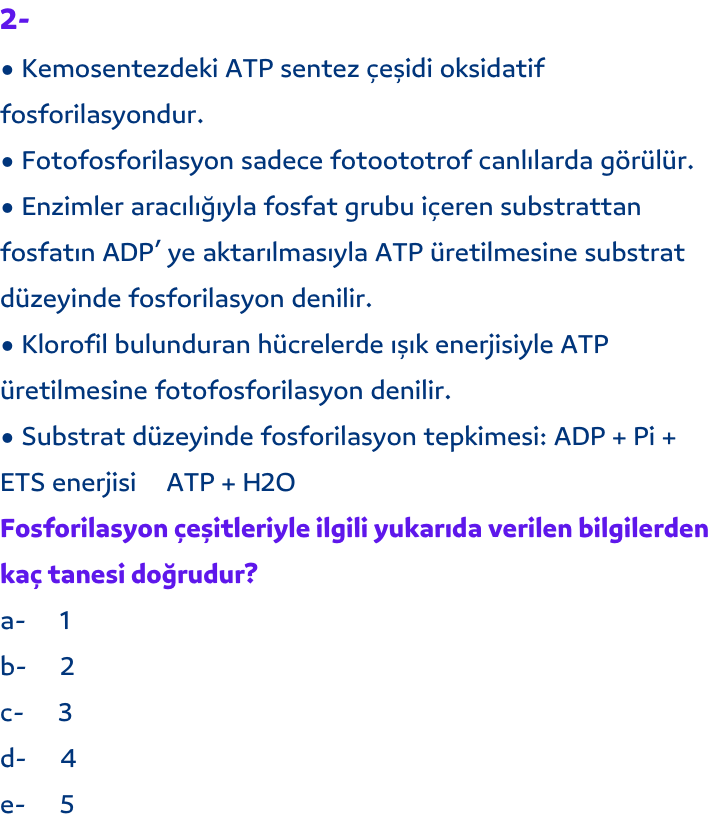 2-
• Kemosentezdeki ATP sentez çeşidi oksidatif
fosforilasyondur.
• Fotofosforilasyon sadece fotoototrof canlılarda görülür.
• Enzimler aracılığıyla fosfat grubu içeren substrattan
fosfatın ADP’ ye aktarılmasıyla ATP üretilmesine substrat
düzeyinde fosforilasyon denilir.
• Klorofil bulunduran hücrelerde ışık enerjisiyle ATP
üretilmesine fotofosforilasyon denilir.
• Substrat düzeyinde fosforilasyon tepkimesi: ADP + Pi +
ETS enerjisi    ATP + H2O
Fosforilasyon çeşitleriyle ilgili yukarıda verilen bilgilerden
kaç tanesi doğrudur?
a-    1
b-    2
c-    3
d-    4
e-    5